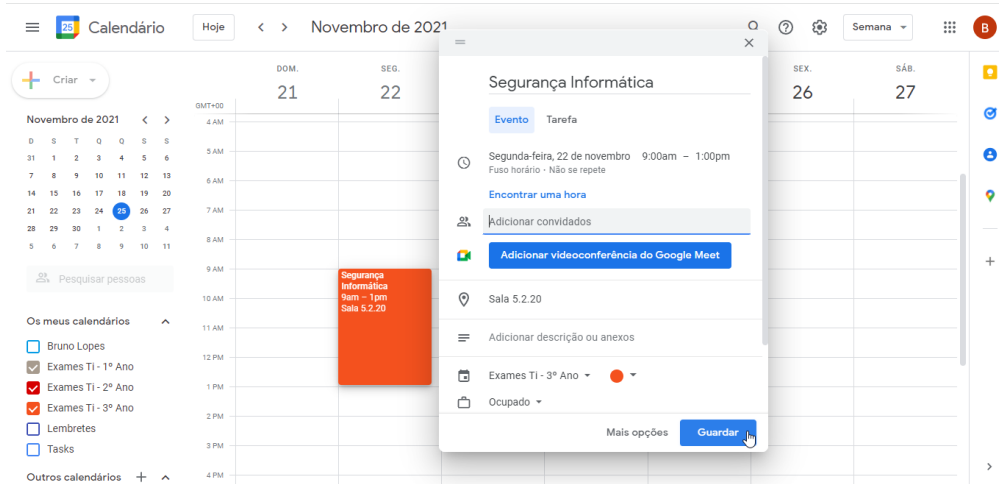 25 Calendário Hoje Novembro de 2021 Semana B
Criar
Novembro de 2021
D S T Q Q S S
31 1 2 3 4 5 6
7 8 9 10 11 12 13
14 15 16 17 18 19 20
21 22 23 24 25 26 27
28 29 30 1 2 3 4
5 6 7 8 9 10 11
Pesquisar pessoas
Os meus calendários
Bruno Lopes
Exames Ti - 1º Ano
Exames Ti - 2º Ano
Exames Ti - 3º Ano
Lembretes
Tasks
Outros calendários
DOM. SEG. SEX. SÁB.
21 22 26 27
GMT+00
4 AM
5 AM
6 AM
7 AM
8 AM
9 AM
10 AM
11 AM
12 PM
1 PM
2 PM
3 PM
4 PM
Segurança
Informática
9am – 1pm
Sala 5.2.20
Segurança Informática
Evento Tarefa
Segunda-feira, 22 de novembro 9:00am – 1:00pm
Fuso horário · Não se repete
Encontrar uma hora
Adicionar convidados
Adicionar videoconferência do Google Meet
Sala 5.2.20
Adicionar descrição ou anexos
Exames Ti - 3º Ano
Ocupado
Mais opções Guardar